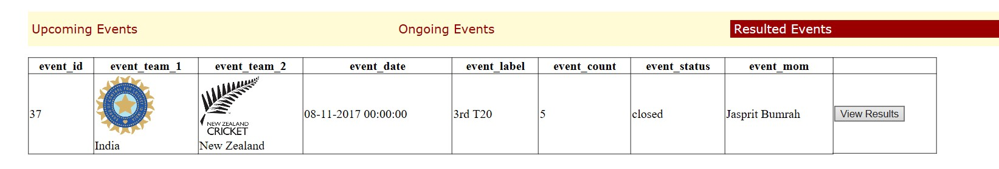 Upcoming Events Ongoing Events Resulted Events
event_id event_team_1 event_team_2 event_date event_label event_count event_status event_mom
NEW ZEALAND
CRICKET
37 08-11-2017 00:00:00 3rd T20 5 closed Jasprit Bumrah View Results
India New Zealand